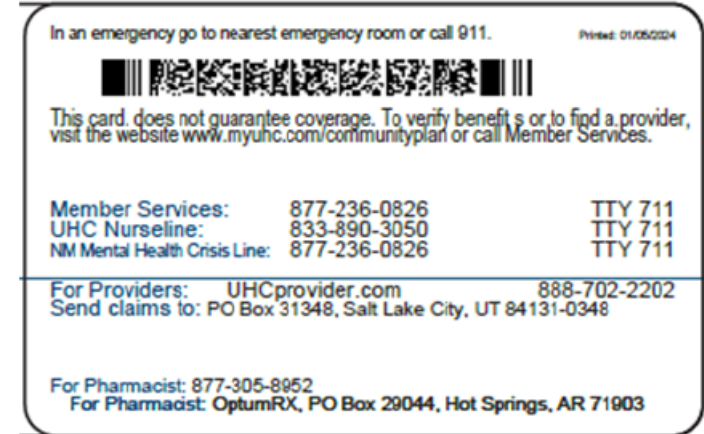 In an emergency go to nearest emergency room or call 911. Printed: 01/05/2024
This card. does not guarantee coverage. To verify benefit s or,to find a.provider,
visit the website www.myuhc.com/communityplan or call Member Services.
Member Services: 877-236-0826 TTY 711
UHC Nurseline: 833-890-3050 TTY 711
NM Mental Health Crisis Line: 877-236-0826 TTY 711
For Providers: UHCprovider.com 888-702-2202
Send claims to: PO Box 31348, Salt Lake City, UT 84131-0348
For Pharmacist: 877-305-8952
For Pharmacist: OptumRX, PO Box 29044, Hot Springs, AR 71903